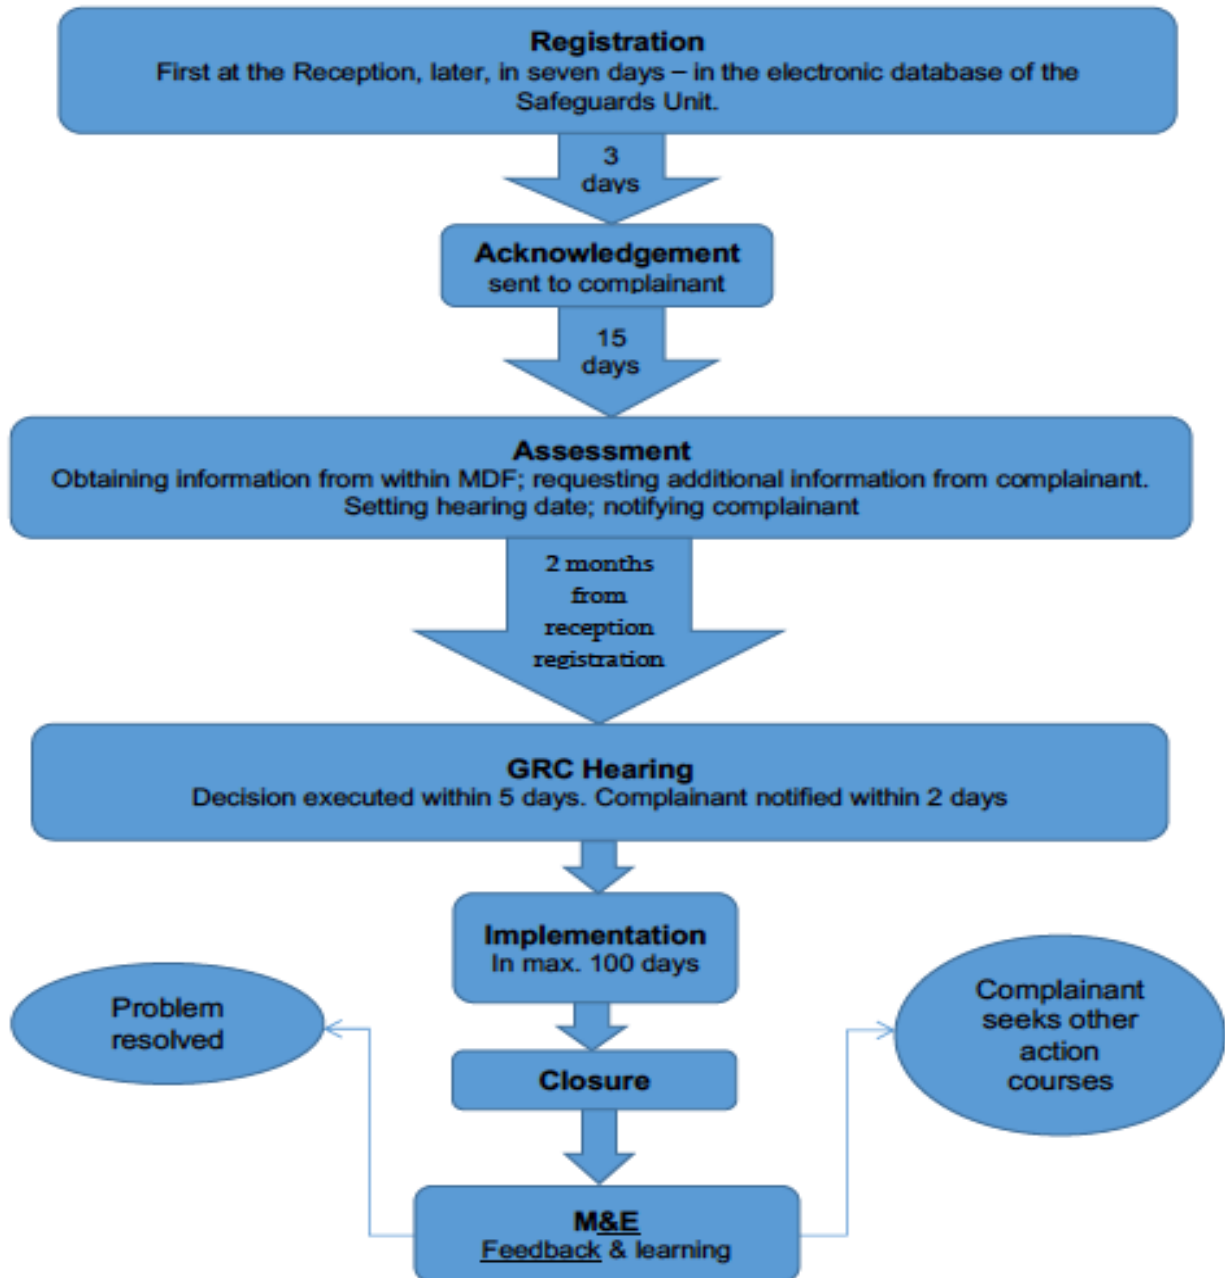 Registration
First at the Reception, later, in seven days – in the electronic database of the
Safeguards Unit.
3
days
Acknowledgement
sent to complainant
15
days
Assessment
Obtaining information from within MDF; requesting additional information from complainant.
Setting hearing date; notifying complainant
2 months
from
reception
registration
GRC Hearing
Decision executed within 5 days. Complainant notified within 2 days
Implementation
In max. 100 days
Problem
resolved
Complainant
seeks other
action
courses
Closure
M&E
Feedback & learning